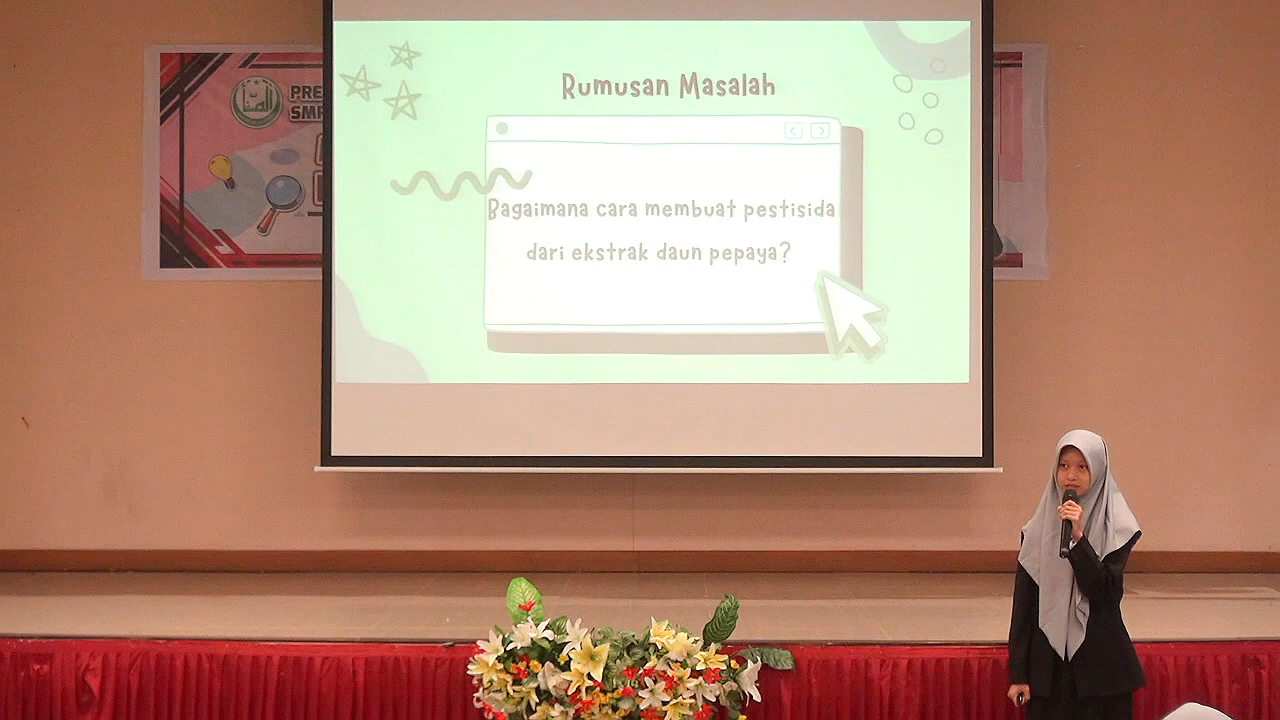 Rumusan Masalah
Bagaimana cara membuat pestisida
dari ekstrak daun pepaya?